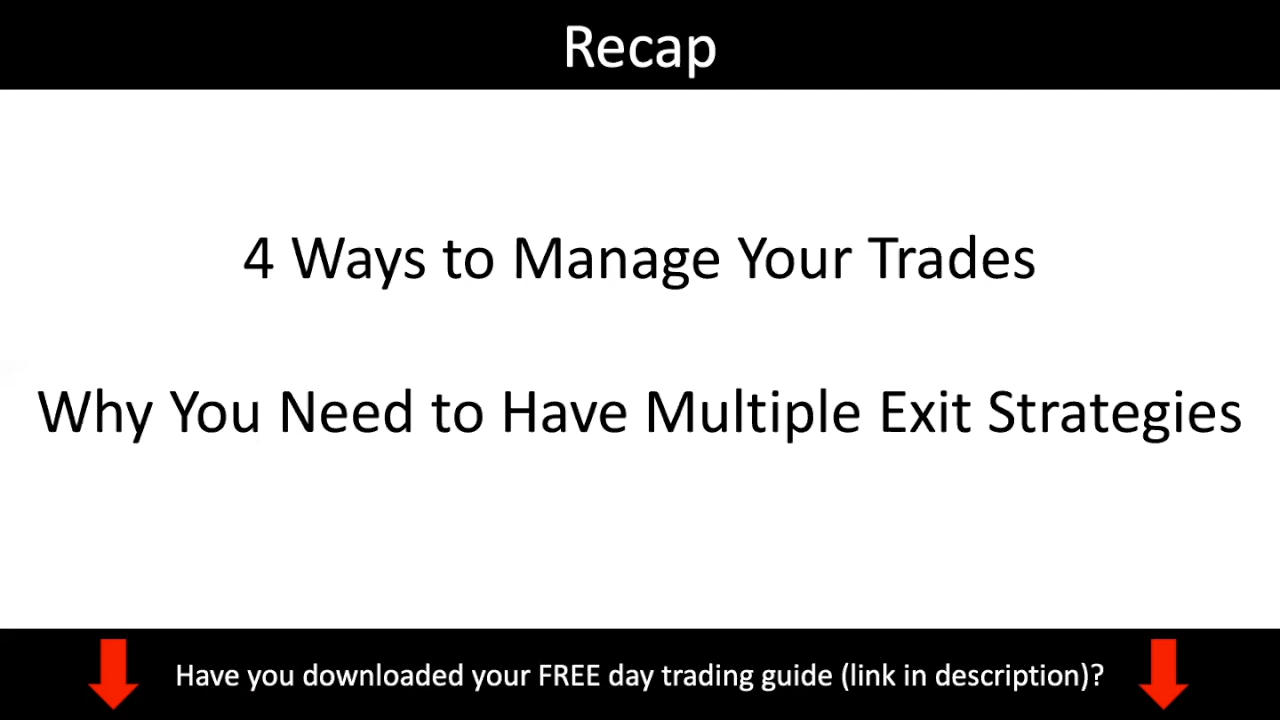 Recap
4 Ways to Manage Your Trades
Why You Need to Have Multiple Exit Strategies
Have you downloaded your FREE day trading guide (link in description)?